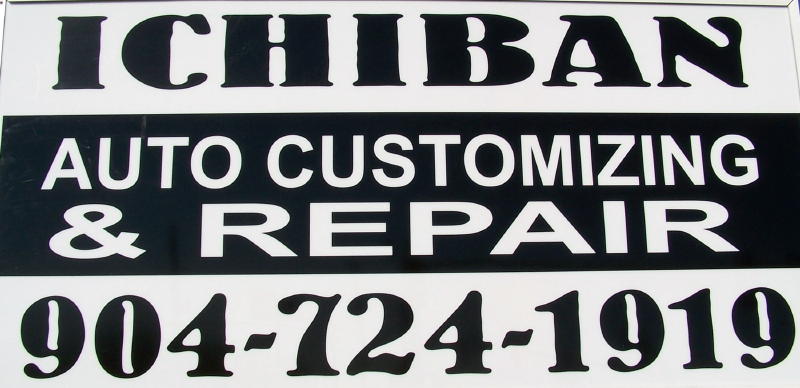 ICHIBAN
AUTO CUSTOMIZING
& REPAIR
904-724-1919